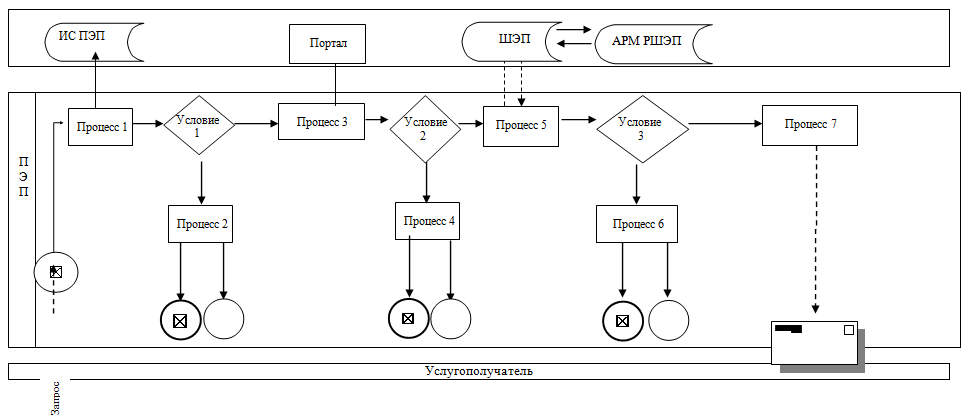 ИС ПЭП
Портал
ШЭП
АРМ РШЭП
П
Э
П
Процесс 1
Условие
1
Процесс 3
Условие
2
Процесс 5
Условие
3
Процесс 7
Процесс 2
Процесс 4
Процесс 6
Услугополучатель
Запрос